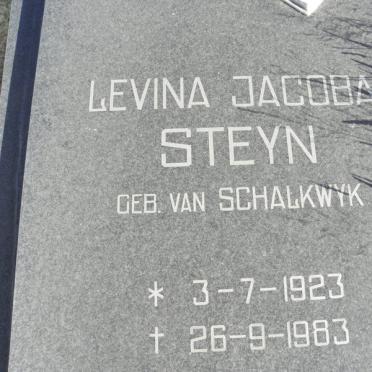 LEVINA JACOBA
STEYN
GEB. VAN SCHALKWYK
* 3-7-1923
† 26-9-1983